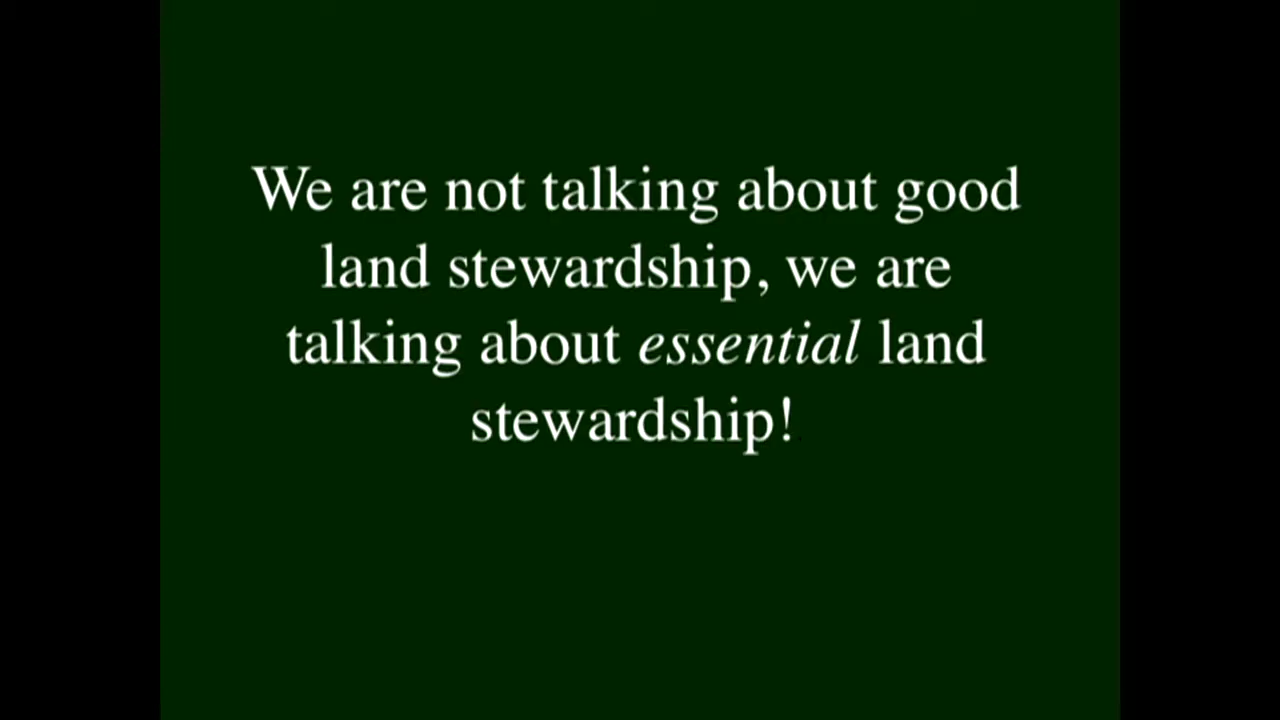 We are not talking about good
land stewardship, we are
talking about essential land
stewardship!